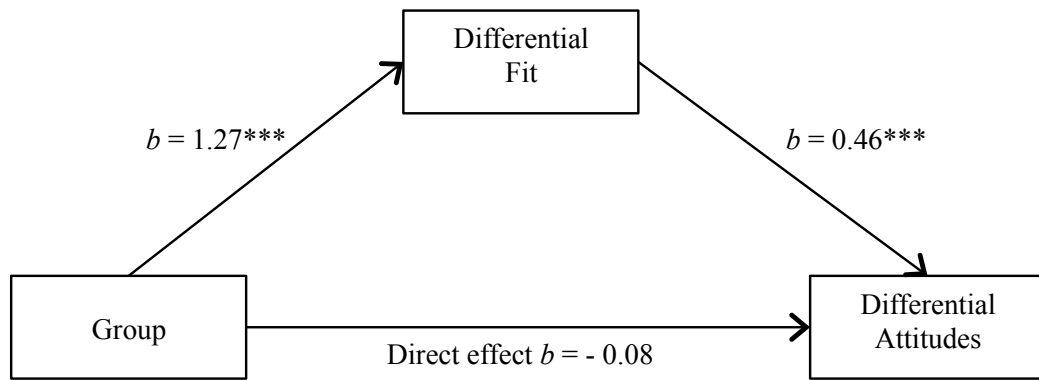 Differential
Fit
b = 1.27***
b = 0.46***
Group
Differential
Attitudes
Direct effect b = - 0.08